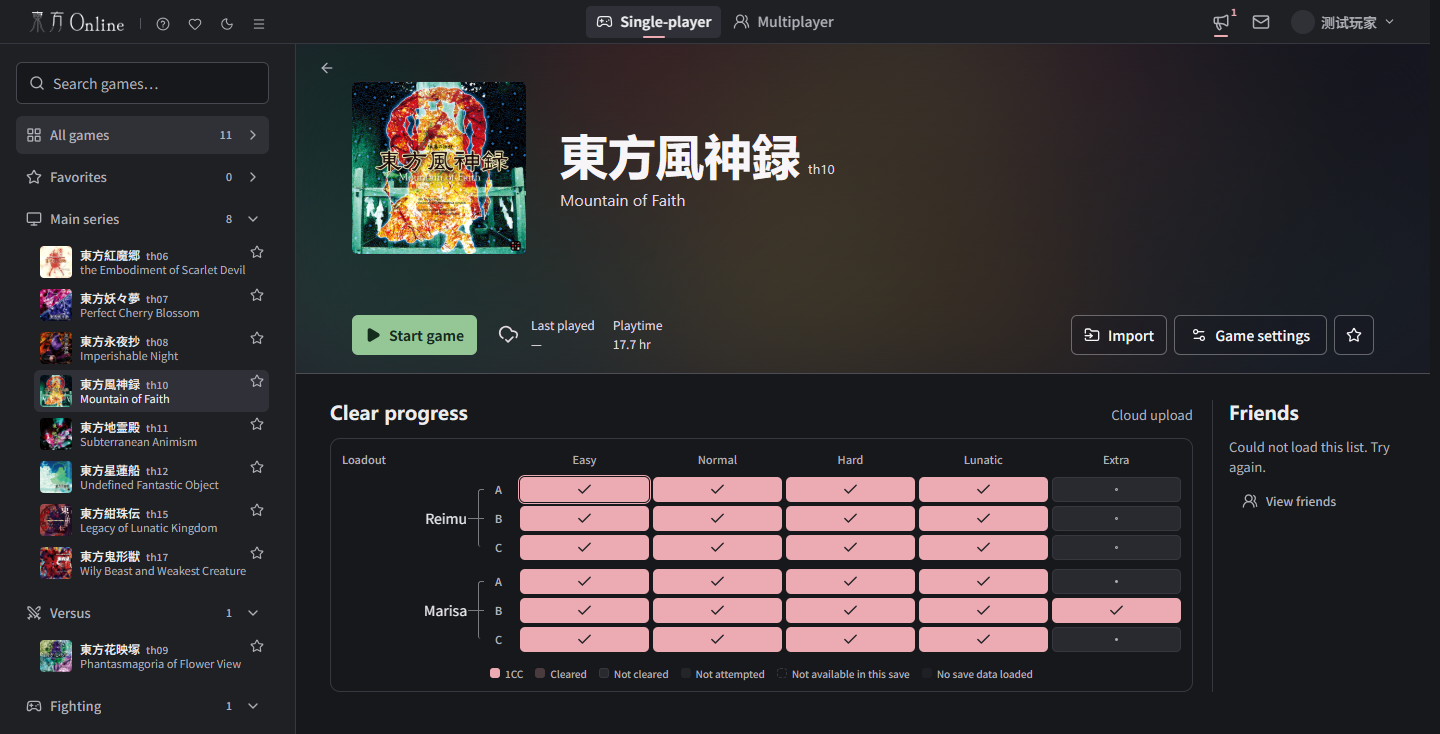 東方Online
Single-player
Multiplayer
1
测试玩家
Search games…
All games 11
Favorites 0
Main series 8
東方紅魔郷 th06
the Embodiment of Scarlet Devil
東方妖々夢 th07
Perfect Cherry Blossom
東方永夜抄 th08
Imperishable Night
東方風神録 th10
Mountain of Faith
東方地霊殿 th11
Subterranean Animism
東方星蓮船 th12
Undefined Fantastic Object
東方紺珠伝 th15
Legacy of Lunatic Kingdom
東方鬼形獣 th17
Wily Beast and Weakest Creature
Versus 1
東方花映塚 th09
Phantasmagoria of Flower View
Fighting 1
東方風神録
Mountain of Faith
東方風神録 th10
Mountain of Faith
Start game
Last played
—
Playtime
17.7 hr
Import
Game settings
Clear progress
Cloud upload
Loadout Easy Normal Hard Lunatic Extra
Reimu
A
B
C
Marisa
A
B
C
1CC Cleared Not cleared Not attempted Not available in this save No save data loaded
Friends
Could not load this list. Try
again.
View friends